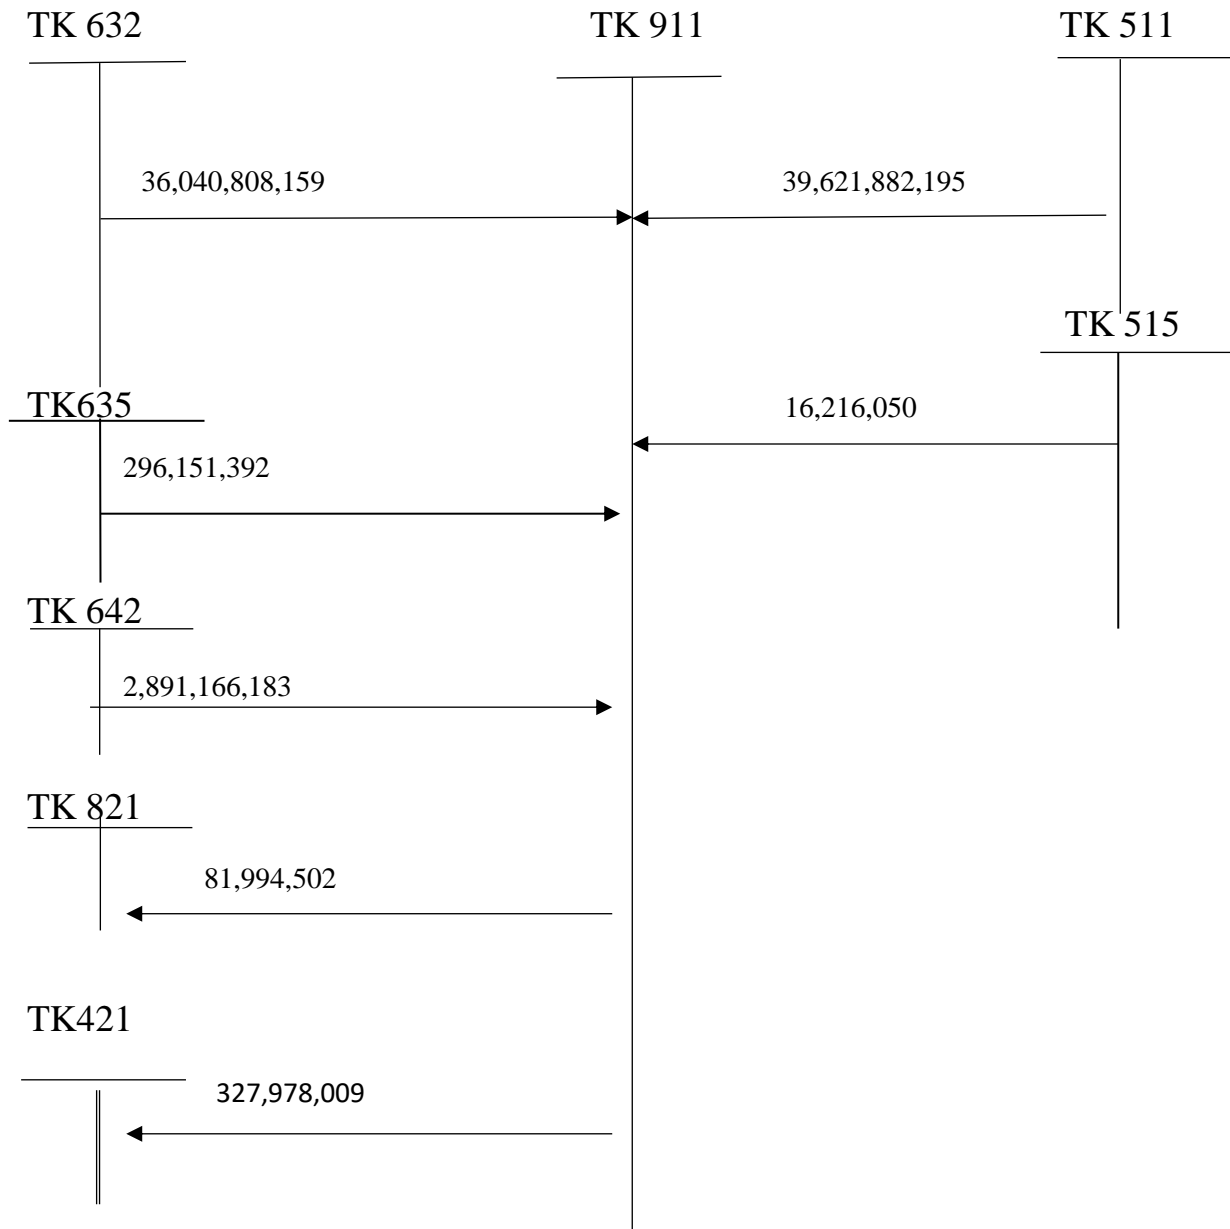 TK 632
TK 911
TK 511
36,040,808,159
39,621,882,195
TK 515
TK635
16,216,050
296,151,392
TK 642
2,891,166,183
TK 821
81,994,502
TK421
327,978,009